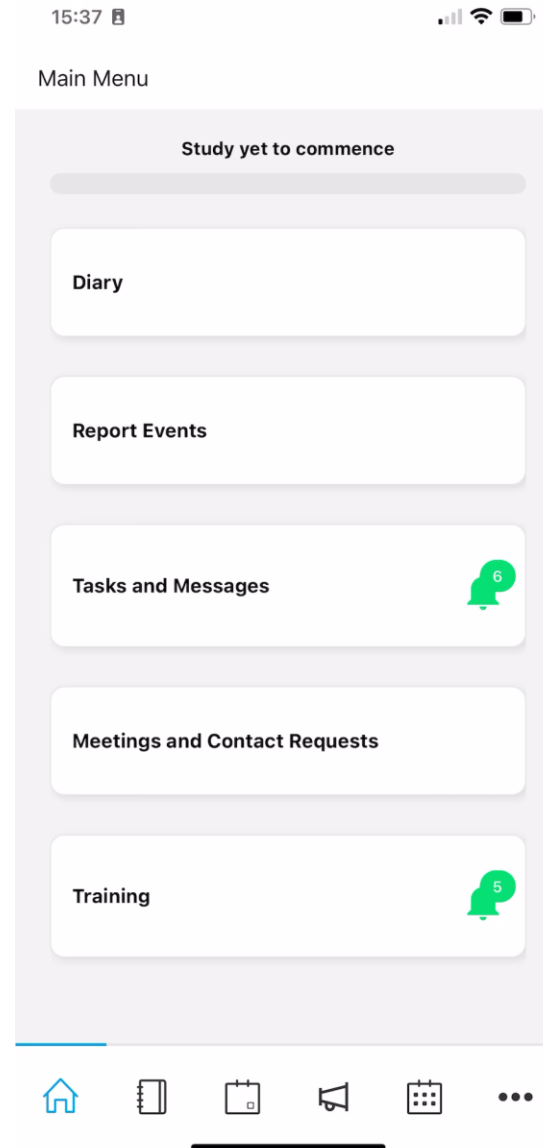 15:37
Main Menu
Study yet to commence
Diary
Report Events
Tasks and Messages
6
Meetings and Contact Requests
Training
5